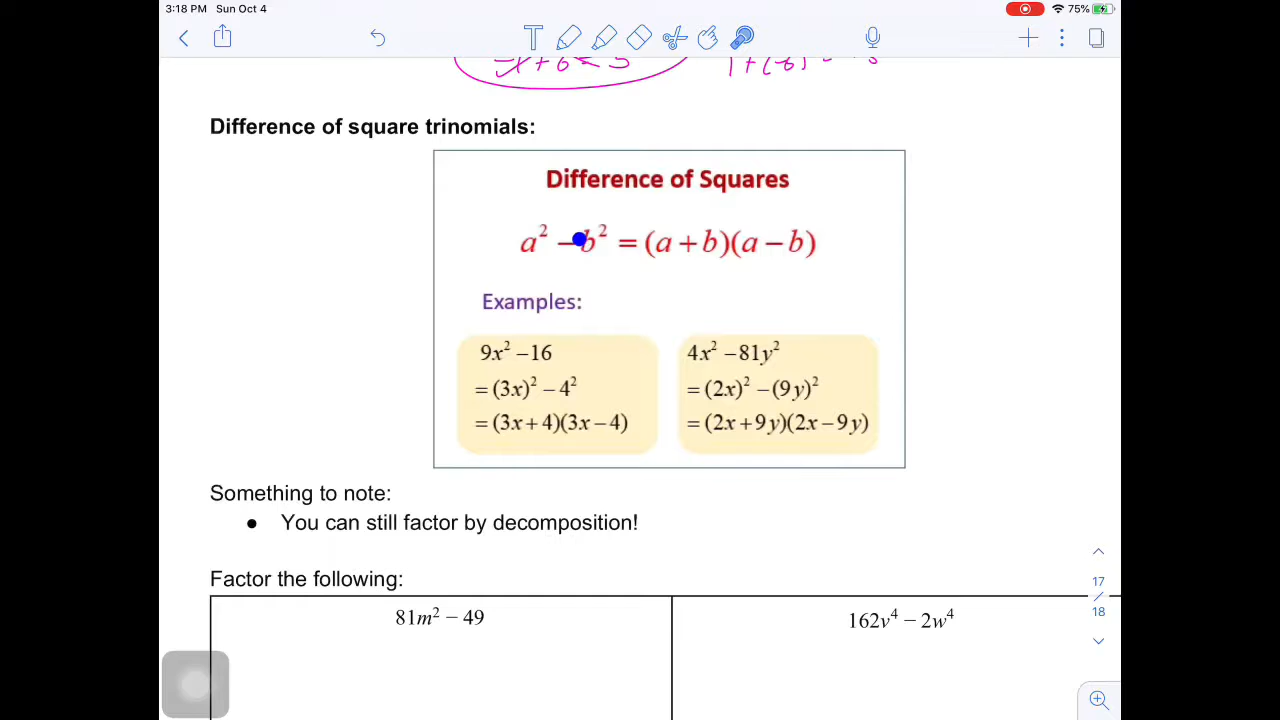 3:18 PM Sun Oct 4
75%
Difference of square trinomials:
Difference of Squares
a² − b² = (a + b)(a − b)
Examples:
9x² − 16
= (3x)² − 4²
= (3x + 4)(3x − 4)
4x² − 81y²
= (2x)² − (9y)²
= (2x + 9y)(2x − 9y)
Something to note:
● You can still factor by decomposition!
Factor the following:
81m² − 49
162v⁴ − 2w⁴
17
18